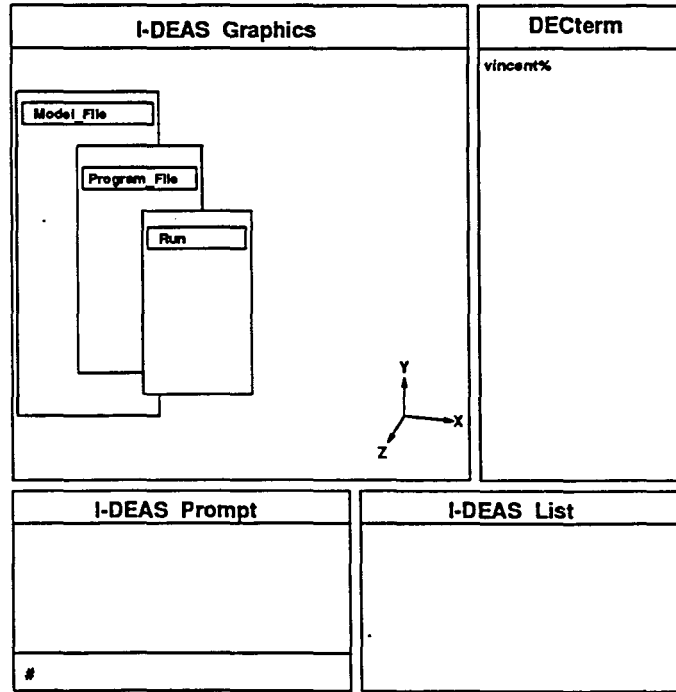 I-DEAS Graphics
DECterm
vincent%
Model_File
Program_File
Run
Y
X
Z
I-DEAS Prompt
I-DEAS List
#